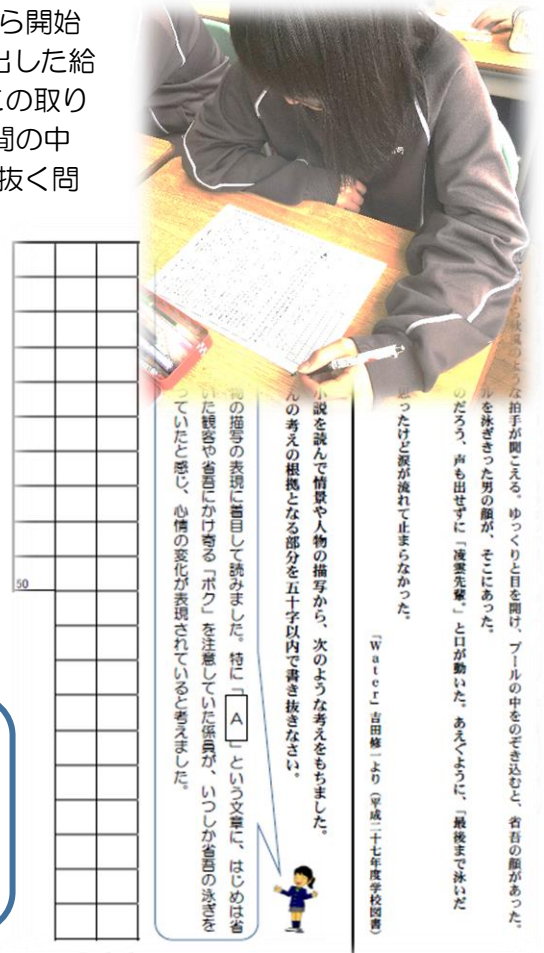 ら開始
出した給
この取り
間の中
抜く問
のような拍手が聞こえる。ゆっくりと目を開け、プールの中をのぞき込むと、省吾の顔があった。
ルを泳ぎきった男の顔が、そこにあった。
のだろう、声も出せずに「凌雲先輩。」と口が動いた。あえぐように、「最後まで泳いだ
思ったけど涙が流れて止まらなかった。
「Water」吉田修一より（平成二十七年度学校図書）
小説を読んで情景や人物の描写から、次のような考えをもちました。
んの考えの根拠となる部分を五十字以内で書き抜きなさい。
物の描写の表現に着目して読みました。特に「A」という文章に、はじめは省
いた観客や省吾にかけ寄る「ボク」を注意していた係員が、いつしか省吾の泳ぎを
っていたと感じ、心情の変化が表現されていると考えました。
50